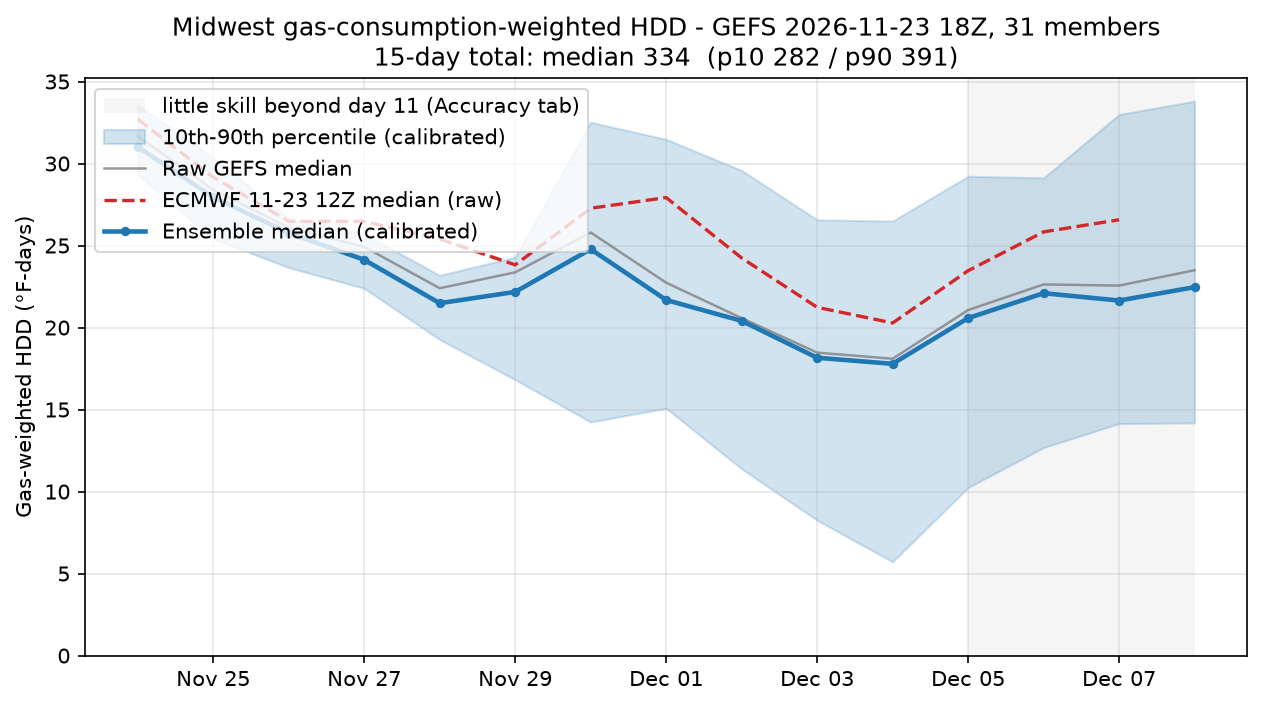 Midwest gas-consumption-weighted HDD - GEFS 2026-11-23 18Z, 31 members
15-day total: median 334  (p10 282 / p90 391)
little skill beyond day 11 (Accuracy tab)
10th-90th percentile (calibrated)
Raw GEFS median
ECMWF 11-23 12Z median (raw)
Ensemble median (calibrated)
Gas-weighted HDD (°F-days)
35
30
25
20
15
10
5
0
Nov 25 Nov 27 Nov 29 Dec 01 Dec 03 Dec 05 Dec 07